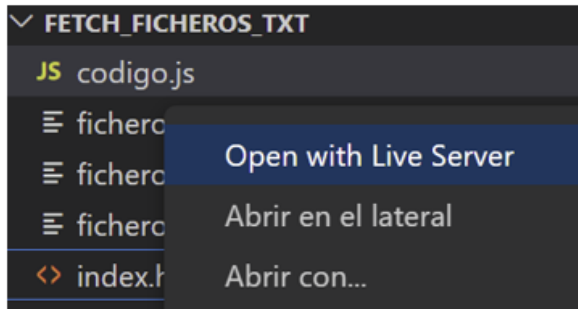 FETCH_FICHEROS_TXT
JS codigo.js
fichero
Open with Live Server
fichero
Abrir en el lateral
fichero
index.h
Abrir con...